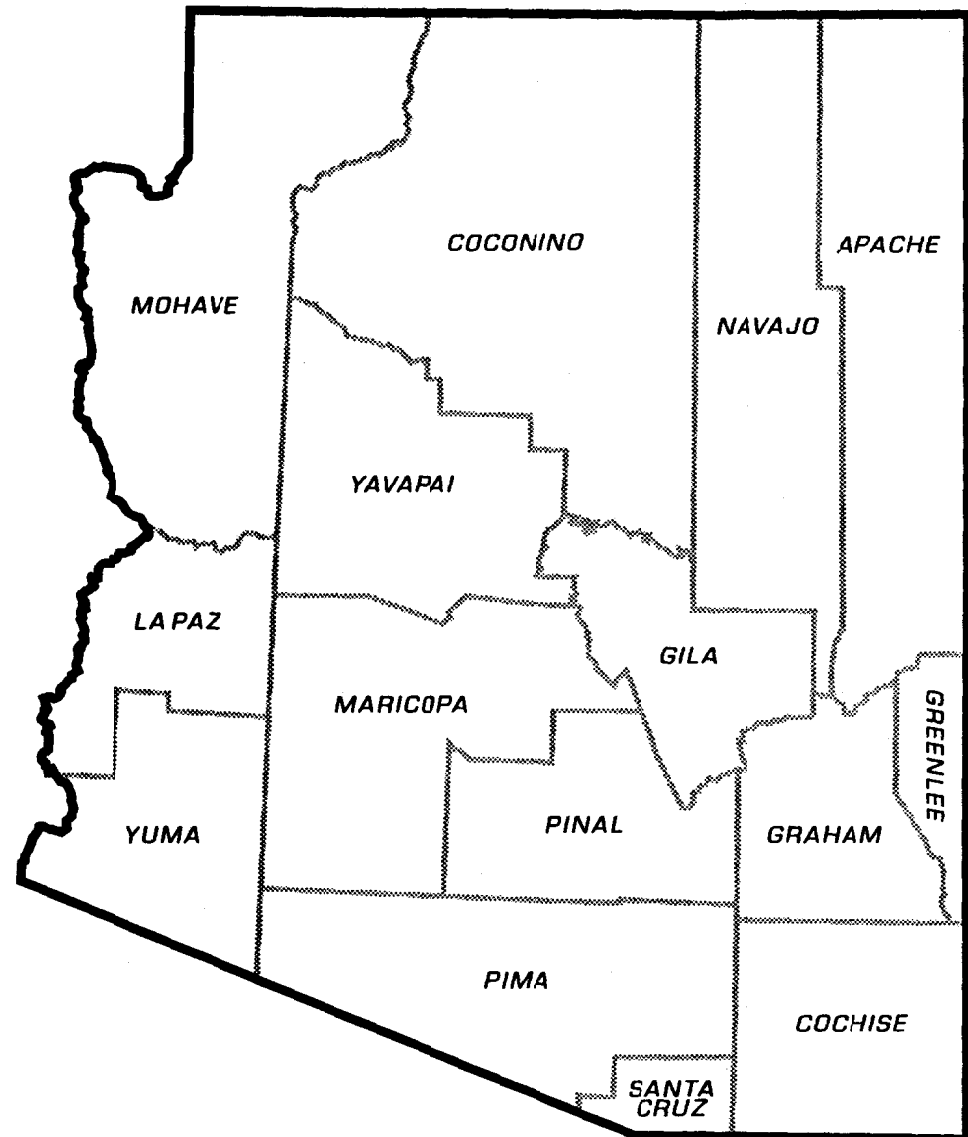 COCONINO
APACHE
MOHAVE
NAVAJO
YAVAPAI
LA PAZ
GILA
MARICOPA
GREENLEE
YUMA
PINAL
GRAHAM
PIMA
COCHISE
SANTA
CRUZ